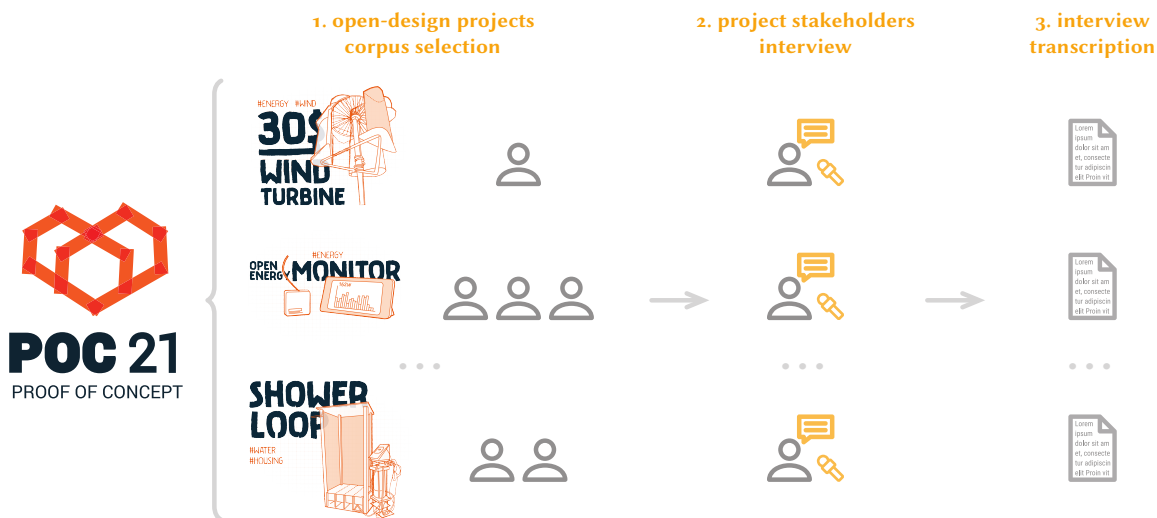 1. open-design projects
corpus selection
2. project stakeholders
interview
3. interview
transcription
#ENERGY #WIND
30$
WIND
TURBINE
Lorem
ipsum
dolor sit am
et, consecte
tur adipiscin
elit Proin vit
#ENERGY
OPEN
ENERGY
MONITOR
Lorem
ipsum
dolor sit am
et, consecte
tur adipiscin
elit Proin vit
POC 21
PROOF OF CONCEPT
...
...
...
SHOWER
LOOP
#WATER
#HOUSING
Lorem
ipsum
dolor sit am
et, consecte
tur adipiscin
elit Proin vit